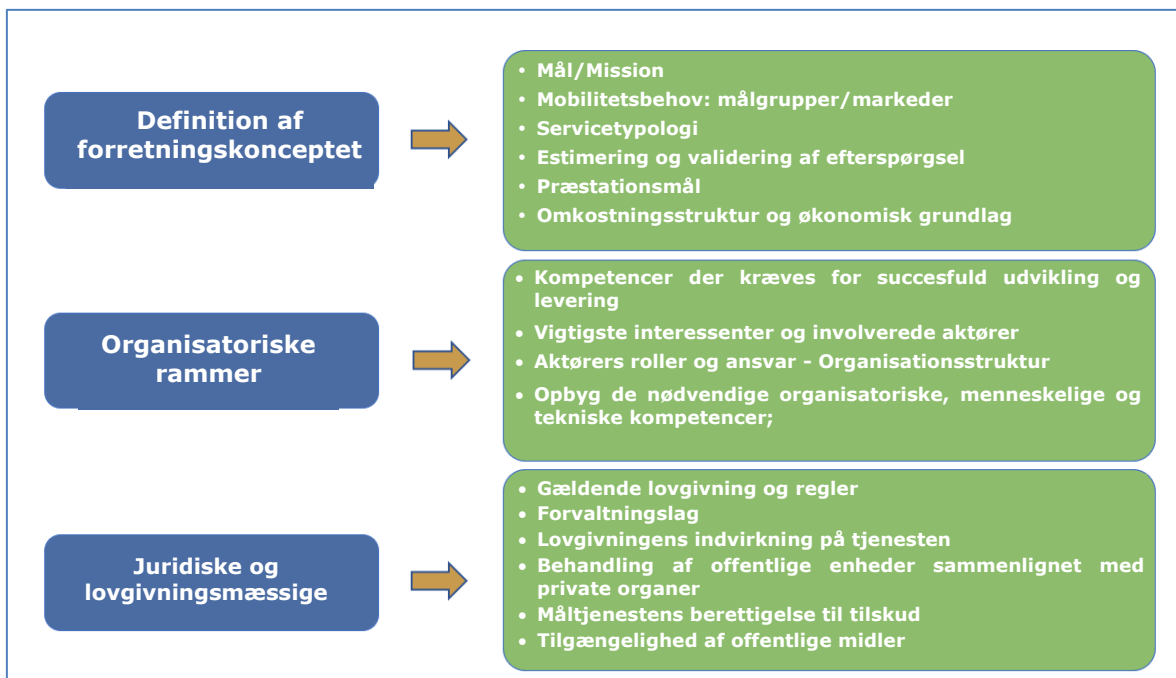 Definition af
forretningskonceptet
• Mål/Mission
• Mobilitetsbehov: målgrupper/markeder
• Servicetypologi
• Estimering og validering af efterspørgsel
• Præstationsmål
• Omkostningsstruktur og økonomisk grundlag
Organisatoriske
rammer
• Kompetencer der kræves for succesfuld udvikling og
levering
• Vigtigste interessenter og involverede aktører
• Aktørers roller og ansvar - Organisationsstruktur
• Opbyg de nødvendige organisatoriske, menneskelige og
tekniske kompetencer;
Juridiske og
lovgivningsmæssige
• Gældende lovgivning og regler
• Forvaltningslag
• Lovgivningens indvirkning på tjenesten
• Behandling af offentlige enheder sammenlignet med
private organer
• Måltjenestens berettigelse til tilskud
• Tilgængelighed af offentlige midler